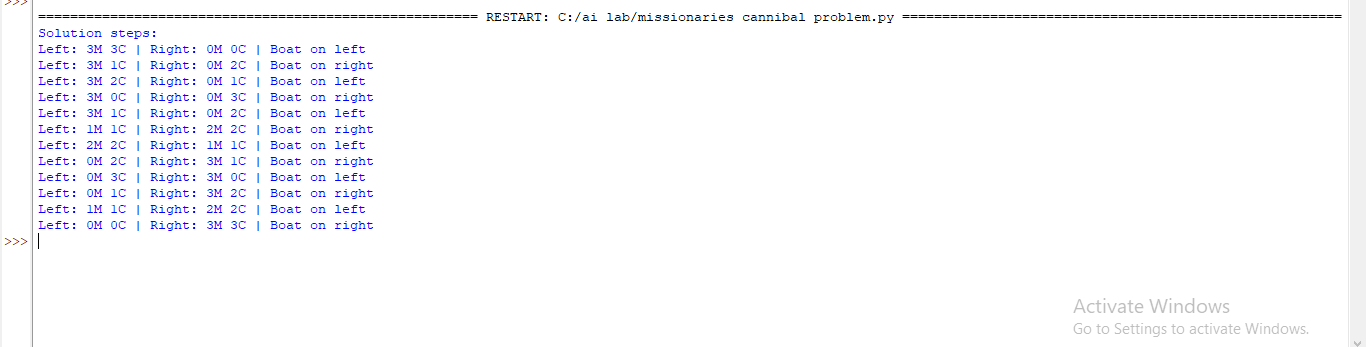 >>>
======================================================= RESTART: C:/ai lab/missionaries cannibal problem.py =======================================================
Solution steps:
Left: 3M 3C | Right: 0M 0C | Boat on left
Left: 3M 1C | Right: 0M 2C | Boat on right
Left: 3M 2C | Right: 0M 1C | Boat on left
Left: 3M 0C | Right: 0M 3C | Boat on right
Left: 3M 1C | Right: 0M 2C | Boat on left
Left: 1M 1C | Right: 2M 2C | Boat on right
Left: 2M 2C | Right: 1M 1C | Boat on left
Left: 0M 2C | Right: 3M 1C | Boat on right
Left: 0M 3C | Right: 3M 0C | Boat on left
Left: 0M 1C | Right: 3M 2C | Boat on right
Left: 1M 1C | Right: 2M 2C | Boat on left
Left: 0M 0C | Right: 3M 3C | Boat on right
>>>
Activate Windows
Go to Settings to activate Windows.